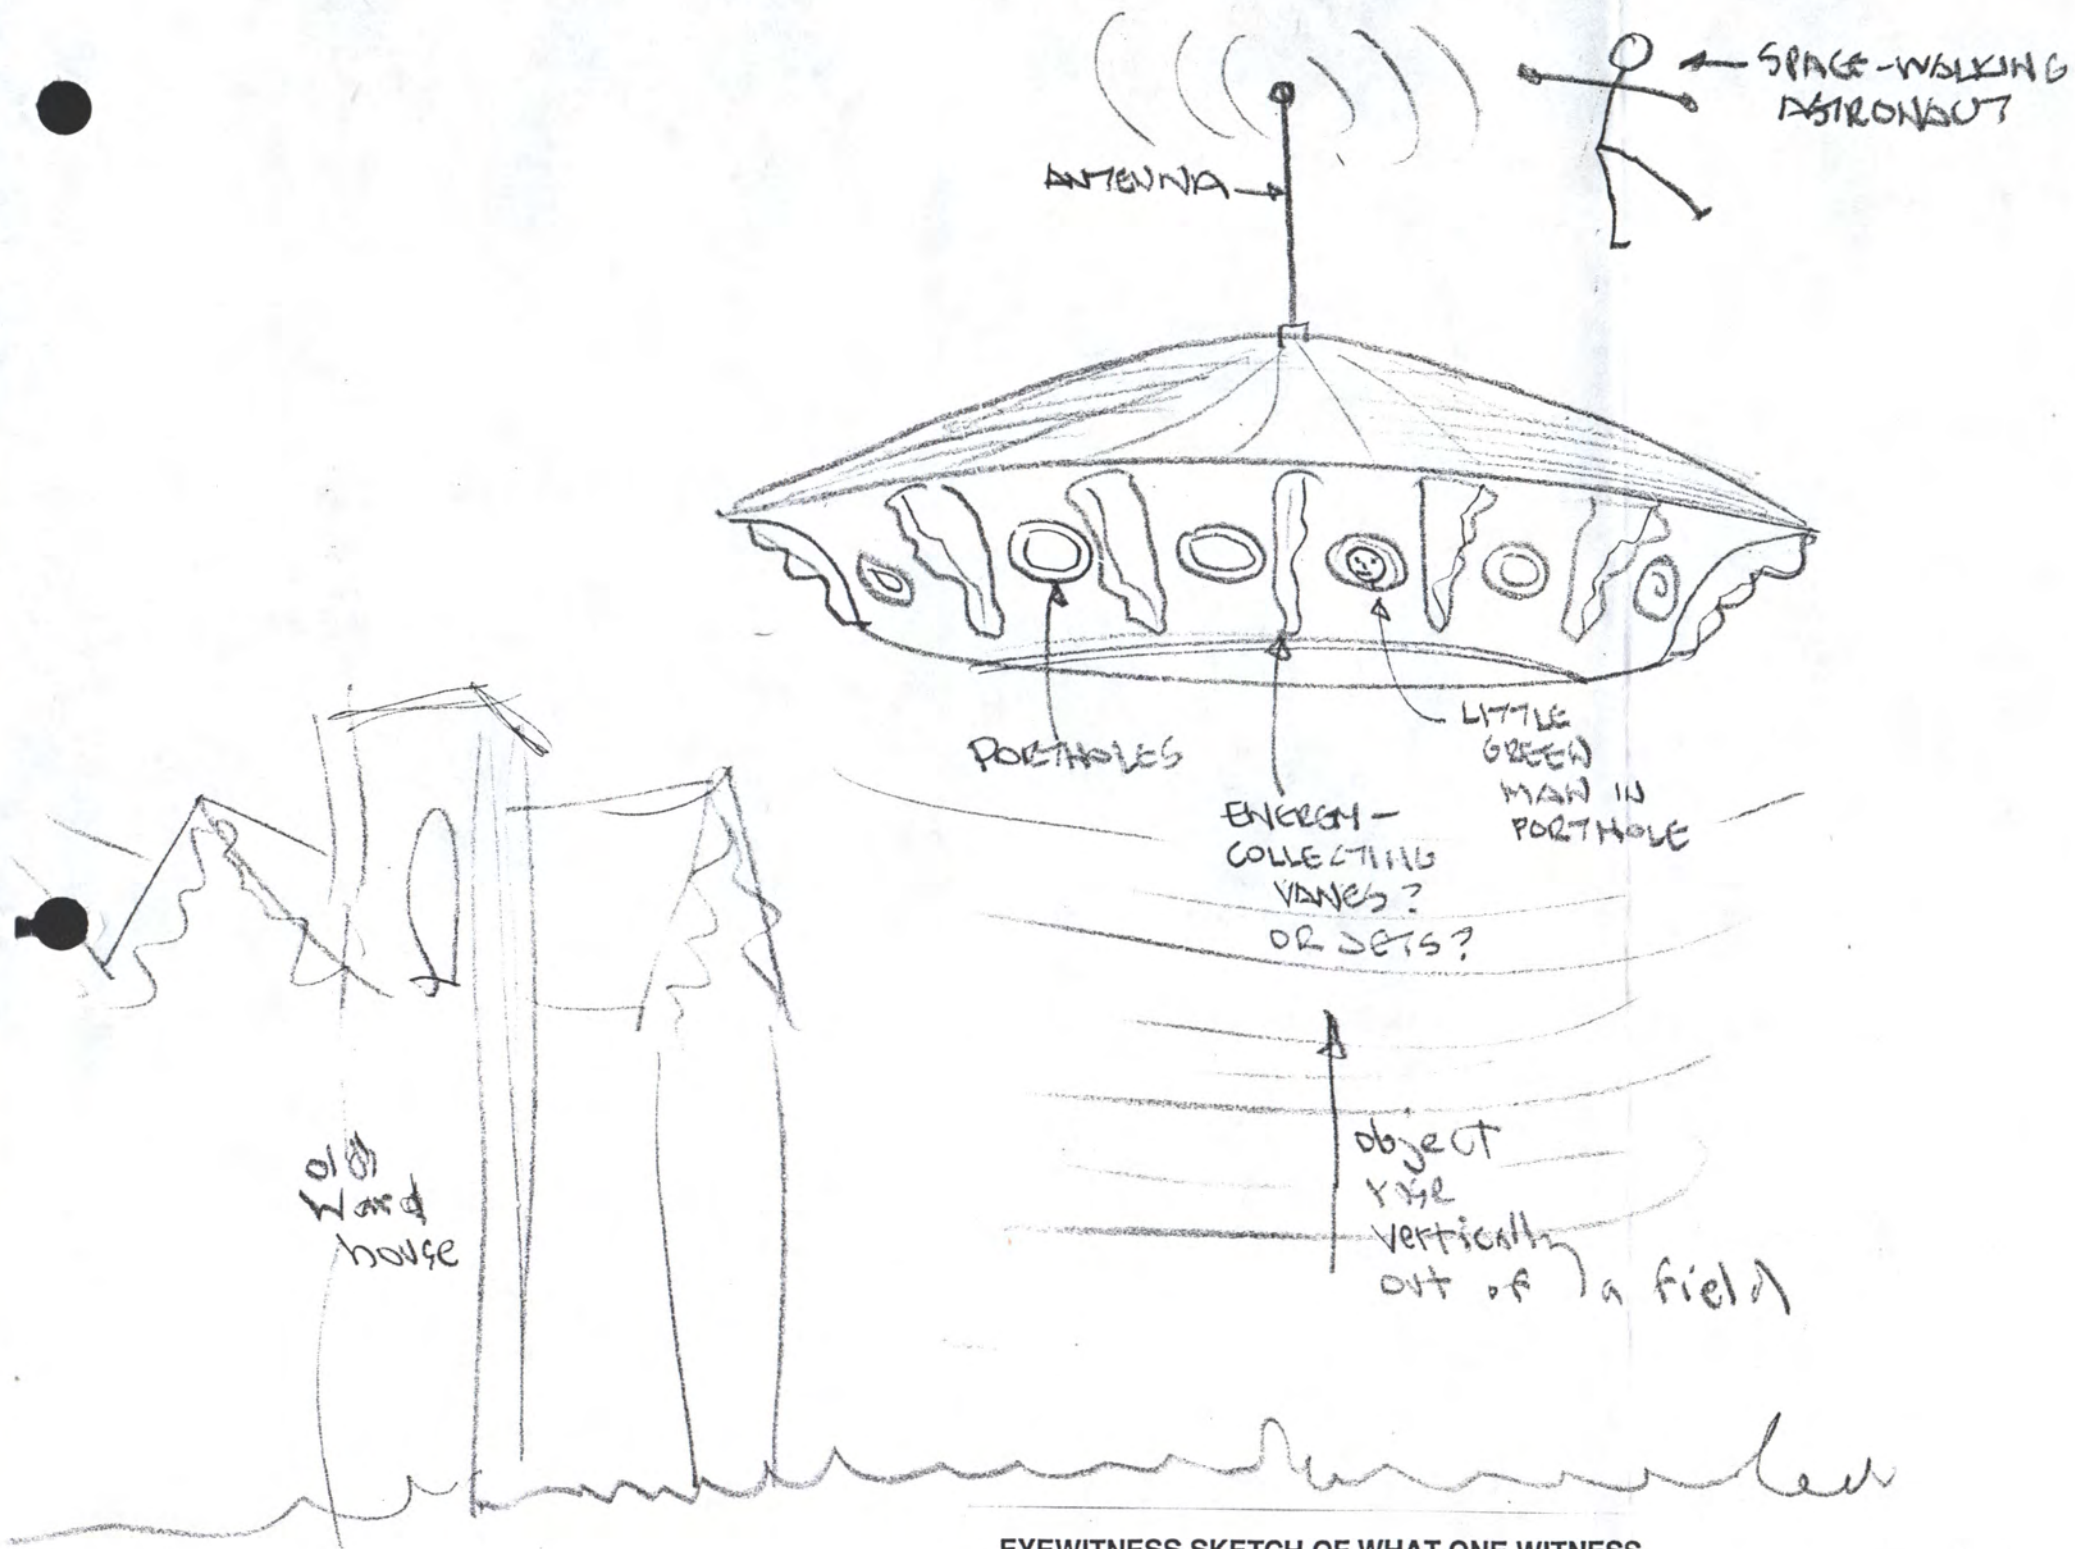 SPACE-WALKING
ASTRONAUT
ANTENNA
PORTHOLES
LITTLE
GREEN
MAN IN
PORTHOLE
ENERGY-
COLLECTING
VANES?
OR JETS?
old
Ward
house
object
rose
vertically
out of a field
EYEWITNESS SKETCH OF WHAT ONE WITNESS